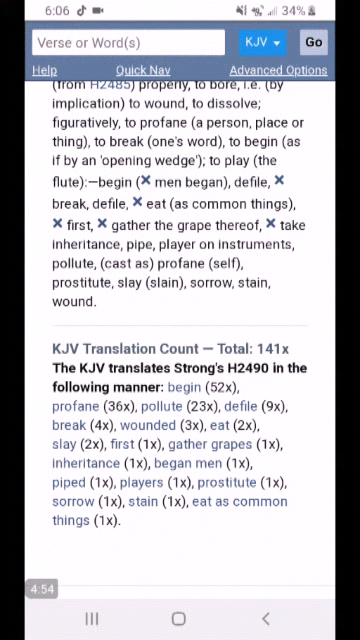 6:06 34%
Verse or Word(s) KJV Go
Help Quick Nav Advanced Options
(from H2485) properly, to bore, i.e. (by
implication) to wound, to dissolve;
figuratively, to profane (a person, place or
thing), to break (one's word), to begin (as
if by an 'opening wedge'); to play (the
flute):—begin (× men began), defile, ×
break, defile, × eat (as common things),
× first, × gather the grape thereof, × take
inheritance, pipe, player on instruments,
pollute, (cast as) profane (self),
prostitute, slay (slain), sorrow, stain,
wound.
KJV Translation Count — Total: 141x
The KJV translates Strong's H2490 in the
following manner: begin (52x),
profane (36x), pollute (23x), defile (9x),
break (4x), wounded (3x), eat (2x),
slay (2x), first (1x), gather grapes (1x),
inheritance (1x), began men (1x),
piped (1x), players (1x), prostitute (1x),
sorrow (1x), stain (1x), eat as common
things (1x).
4:54